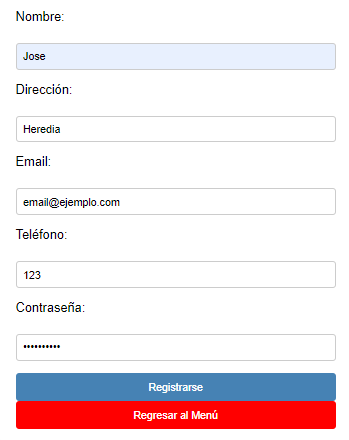 Nombre:
Jose
Dirección:
Heredia
Email:
email@ejemplo.com
Teléfono:
123
Contraseña:
••••••••••
Registrarse
Regresar al Menú